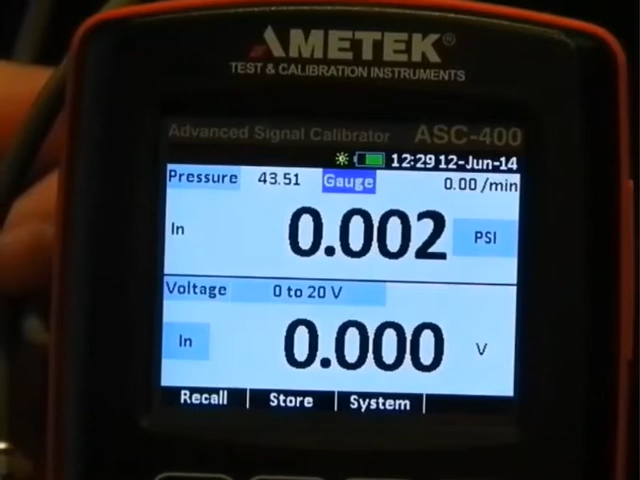 AMETEK®
TEST & CALIBRATION INSTRUMENTS
Advanced Signal Calibrator ASC-400
12:29 12-Jun-14
Pressure 43.51 Gauge 0.00 /min
In 0.002 PSI
Voltage 0 to 20 V
In 0.000 V
Recall Store System